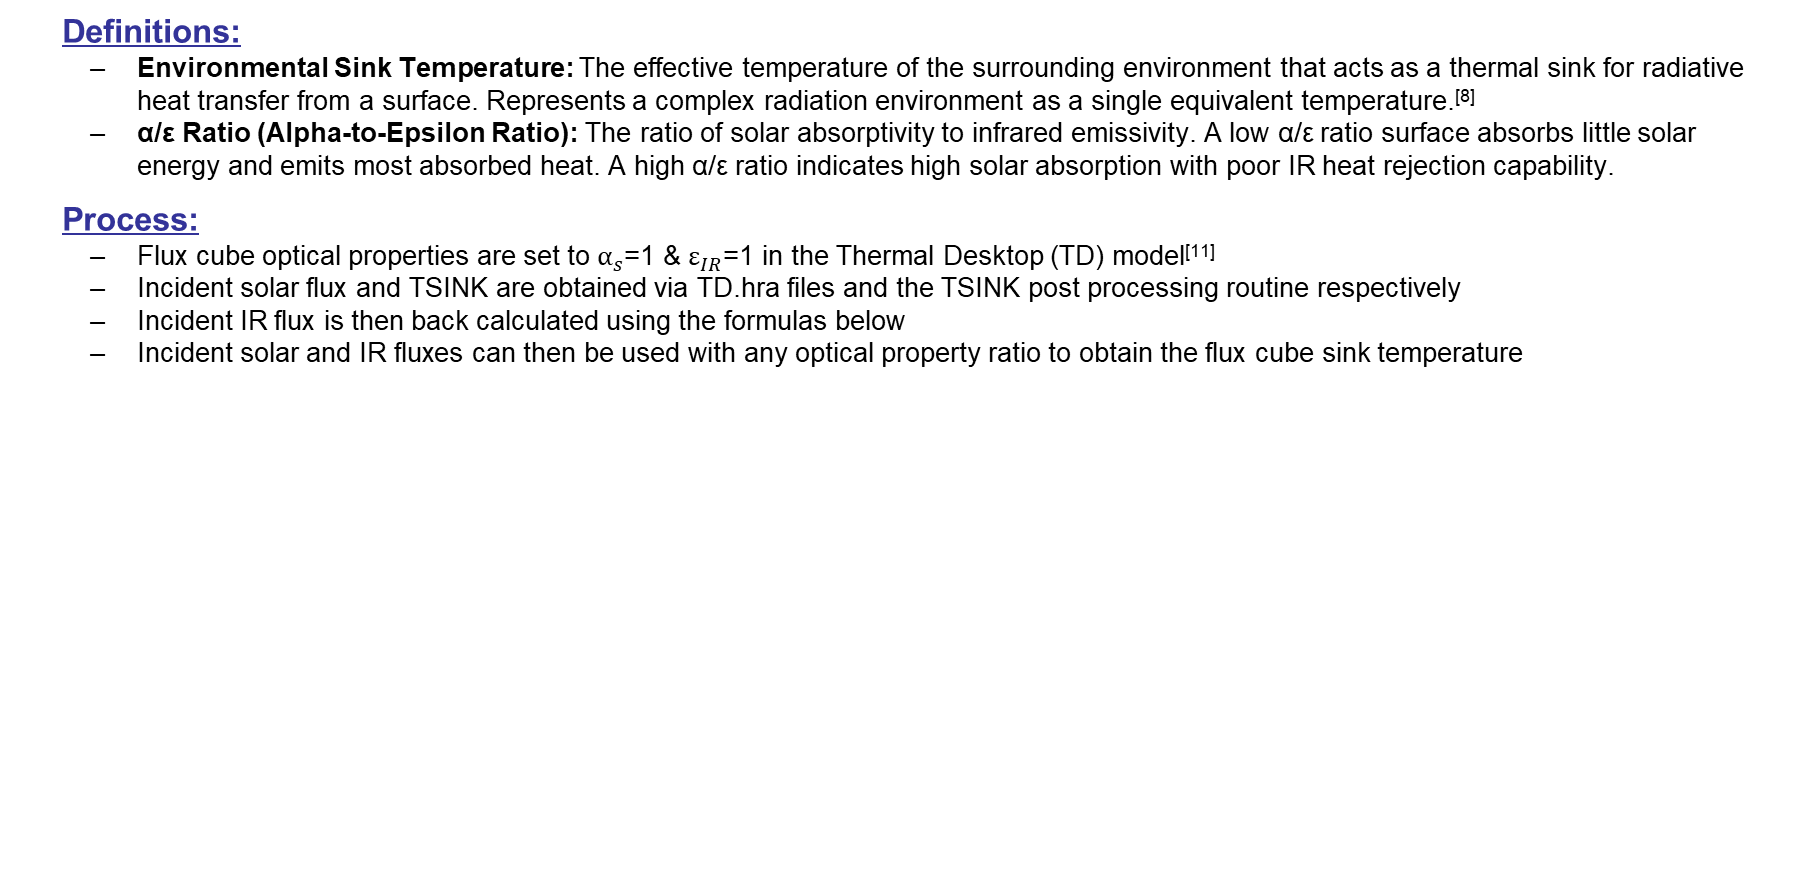 Definitions:
– Environmental Sink Temperature: The effective temperature of the surrounding environment that acts as a thermal sink for radiative
heat transfer from a surface. Represents a complex radiation environment as a single equivalent temperature.[8]
– α/ε Ratio (Alpha-to-Epsilon Ratio): The ratio of solar absorptivity to infrared emissivity. A low α/ε ratio surface absorbs little solar
energy and emits most absorbed heat. A high α/ε ratio indicates high solar absorption with poor IR heat rejection capability.
Process:
– Flux cube optical properties are set to αₛ=1 & ε_IR=1 in the Thermal Desktop (TD) model[11]
– Incident solar flux and TSINK are obtained via TD.hra files and the TSINK post processing routine respectively
– Incident IR flux is then back calculated using the formulas below
– Incident solar and IR fluxes can then be used with any optical property ratio to obtain the flux cube sink temperature